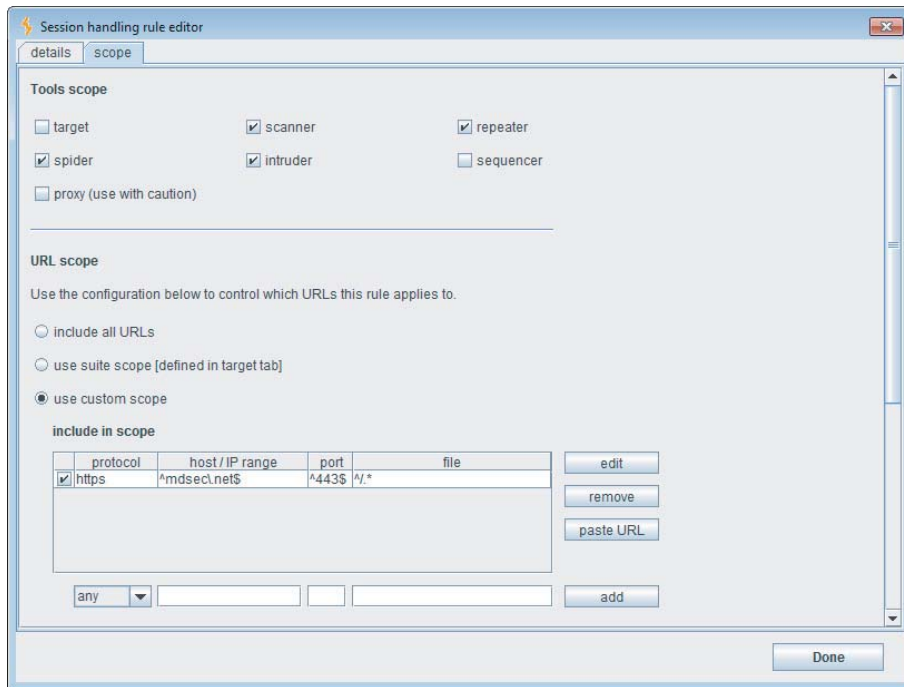 Session handling rule editor
details scope
Tools scope
target scanner repeater
spider intruder sequencer
proxy (use with caution)
URL scope
Use the configuration below to control which URLs this rule applies to.
include all URLs
use suite scope [defined in target tab]
use custom scope
include in scope
protocol host / IP range port file
https ^mdsec\.net$ ^443$ ^/.*
edit
remove
paste URL
any add
Done